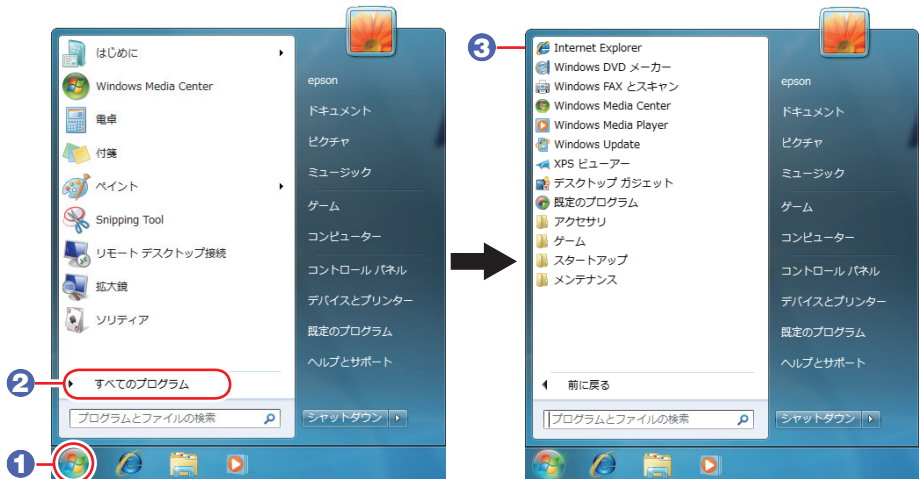 はじめに
Windows Media Center
電卓
付箋
ペイント
Snipping Tool
リモート デスクトップ接続
拡大鏡
ソリティア
2
すべてのプログラム
プログラムとファイルの検索
1
epson
ドキュメント
ピクチャ
ミュージック
ゲーム
コンピューター
コントロール パネル
デバイスとプリンター
既定のプログラム
ヘルプとサポート
シャットダウン
3
Internet Explorer
Windows DVD メーカー
Windows FAX とスキャン
Windows Media Center
Windows Media Player
Windows Update
XPS ビューアー
デスクトップ ガジェット
既定のプログラム
アクセサリ
ゲーム
スタートアップ
メンテナンス
前に戻る
プログラムとファイルの検索
epson
ドキュメント
ピクチャ
ミュージック
ゲーム
コンピューター
コントロール パネル
デバイスとプリンター
既定のプログラム
ヘルプとサポート
シャットダウン